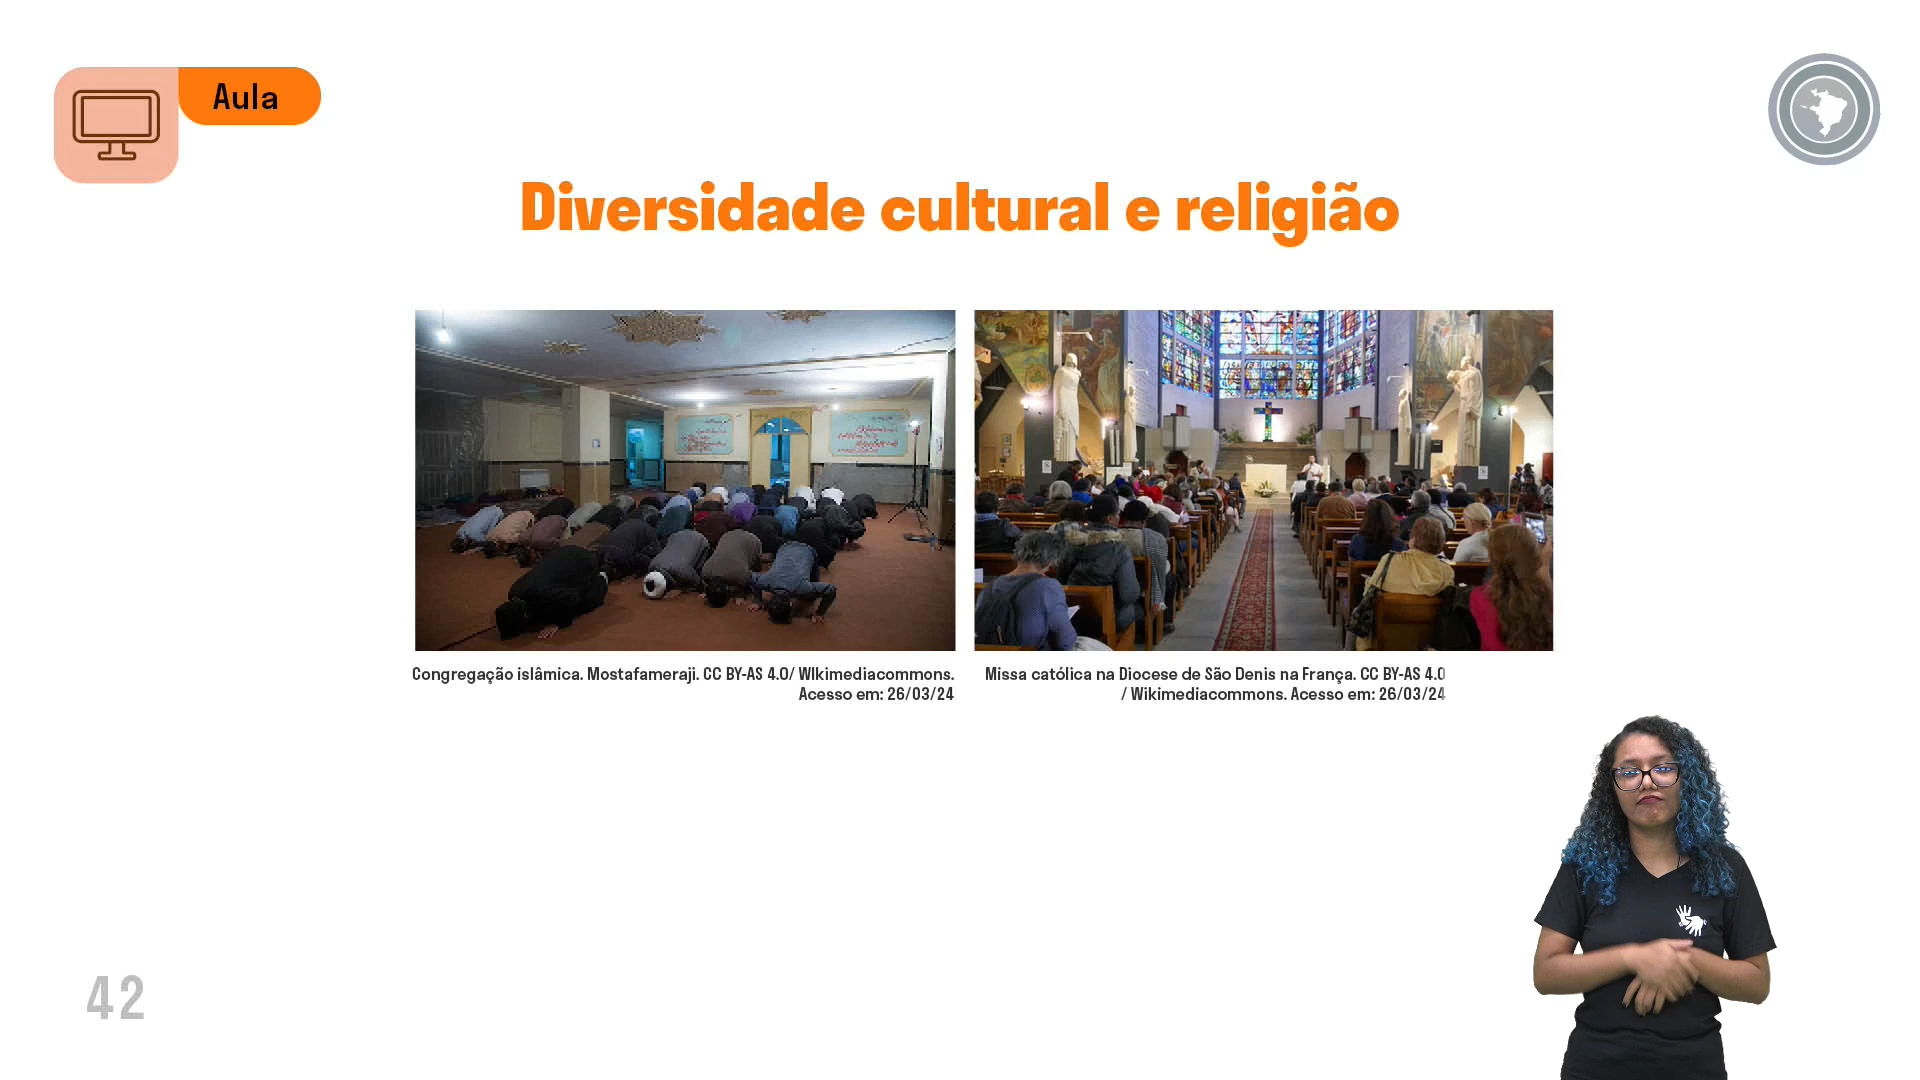 Aula
Diversidade cultural e religião
Congregação islâmica. Mostafameraji. CC BY-AS 4.0/ WIkimediacommons.
Acesso em: 26/03/24
Missa católica na Diocese de São Denis na França. CC BY-AS 4.0
/ Wikimediacommons. Acesso em: 26/03/24
42